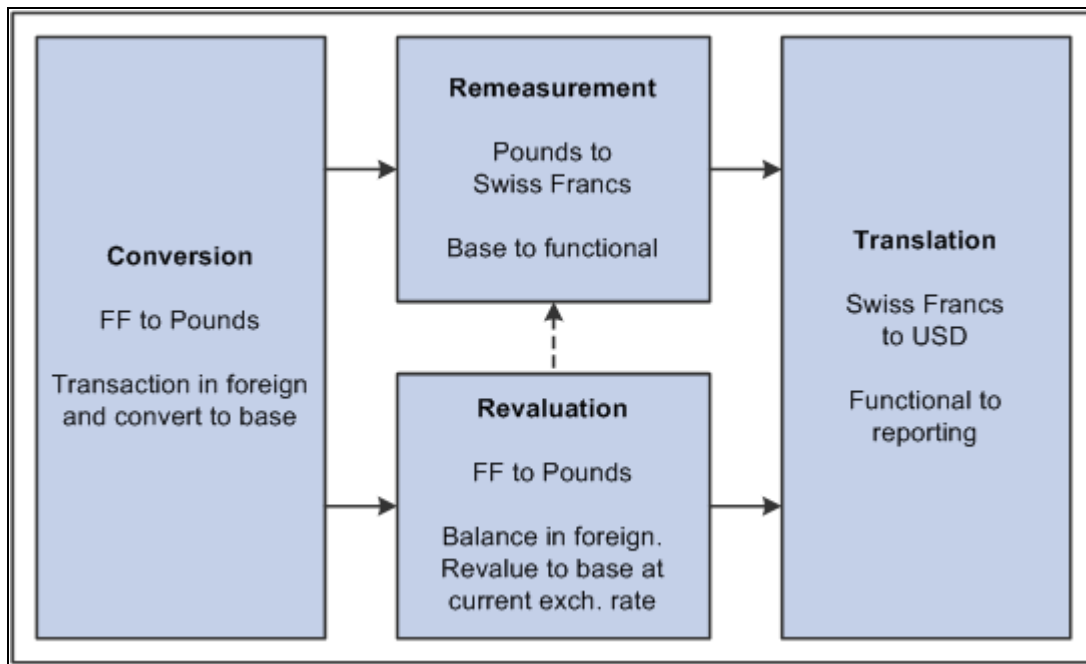 Conversion
FF to Pounds
Transaction in foreign
and convert to base
Remeasurement
Pounds to
Swiss Francs
Base to functional
Revaluation
FF to Pounds
Balance in foreign.
Revalue to base at
current exch. rate
Translation
Swiss Francs
to USD
Functional to
reporting